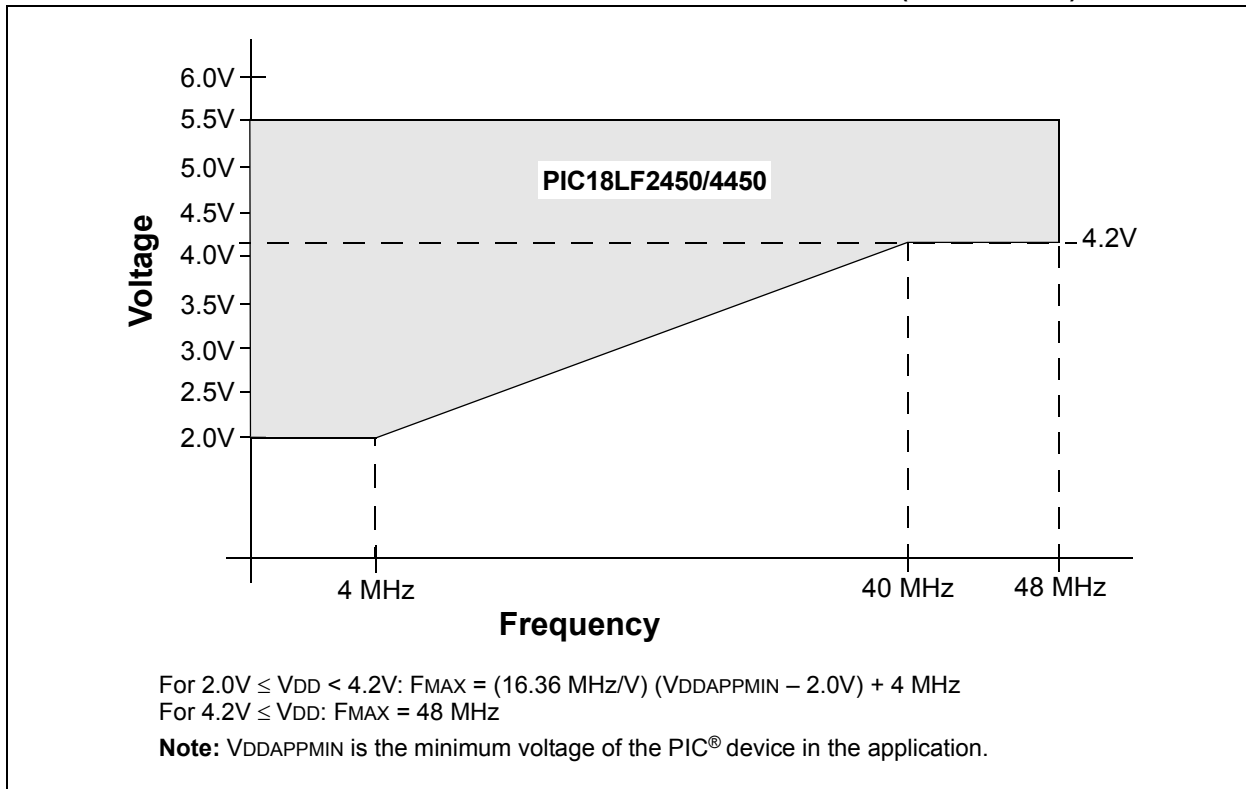 6.0V
5.5V
5.0V
4.5V
4.0V
3.5V
3.0V
2.5V
2.0V
Voltage
PIC18LF2450/4450
4.2V
4 MHz
40 MHz
48 MHz
Frequency
For 2.0V ≤ VDD < 4.2V: FMAX = (16.36 MHz/V) (VDDAPPMIN – 2.0V) + 4 MHz
For 4.2V ≤ VDD: FMAX = 48 MHz
Note: VDDAPPMIN is the minimum voltage of the PIC® device in the application.